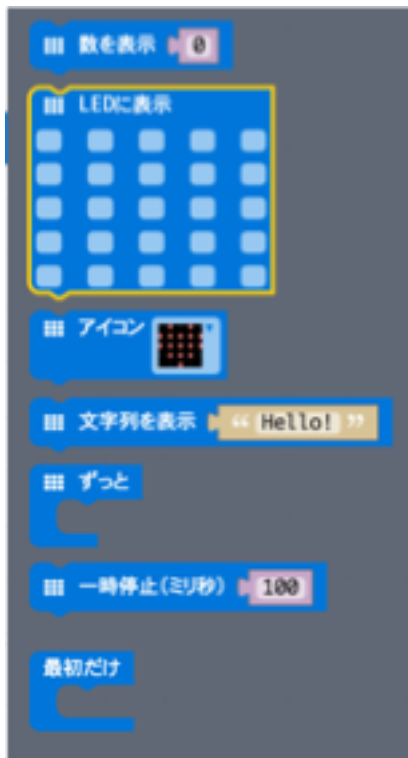 数を表示 0
LEDに表示
アイコン
文字列を表示 “ Hello! ”
ずっと
一時停止(ミリ秒) 100
最初だけ